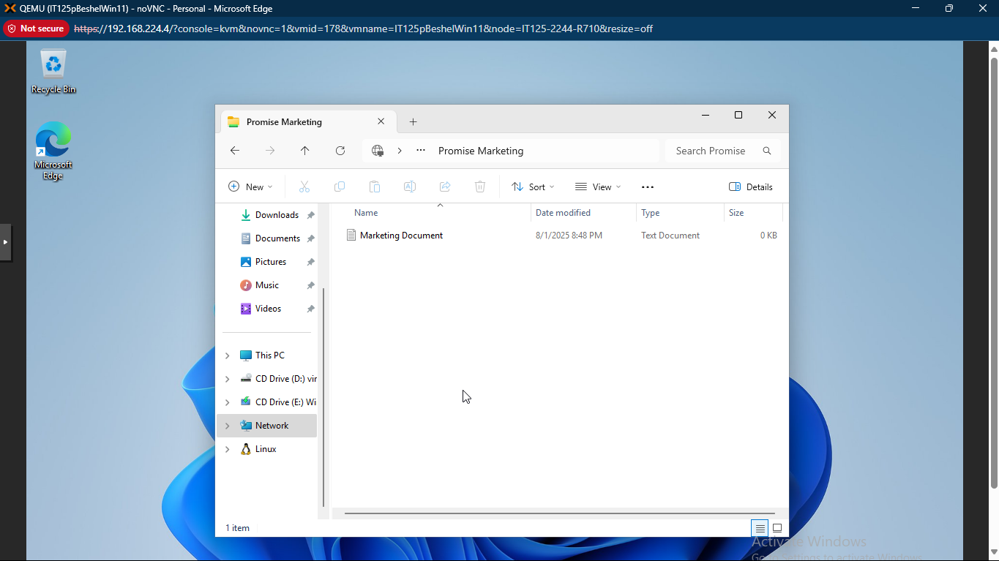 QEMU (IT125pBeshelWin11) - noVNC - Personal - Microsoft Edge
Not secure https://192.168.224.4/?console=kvm&novnc=1&vmid=178&vmname=IT125pBeshelWin11&node=IT125-2244-R710&resize=off
Recycle Bin
Microsoft
Edge
Promise Marketing
Promise Marketing
Search Promise
New
Sort
View
Details
Downloads
Documents
Pictures
Music
Videos
This PC
CD Drive (D:) vir
CD Drive (E:) Wi
Network
Linux
Name Date modified Type Size
Marketing Document 8/1/2025 8:48 PM Text Document 0 KB
1 item
Activate Windows
Settings to activate Windows.